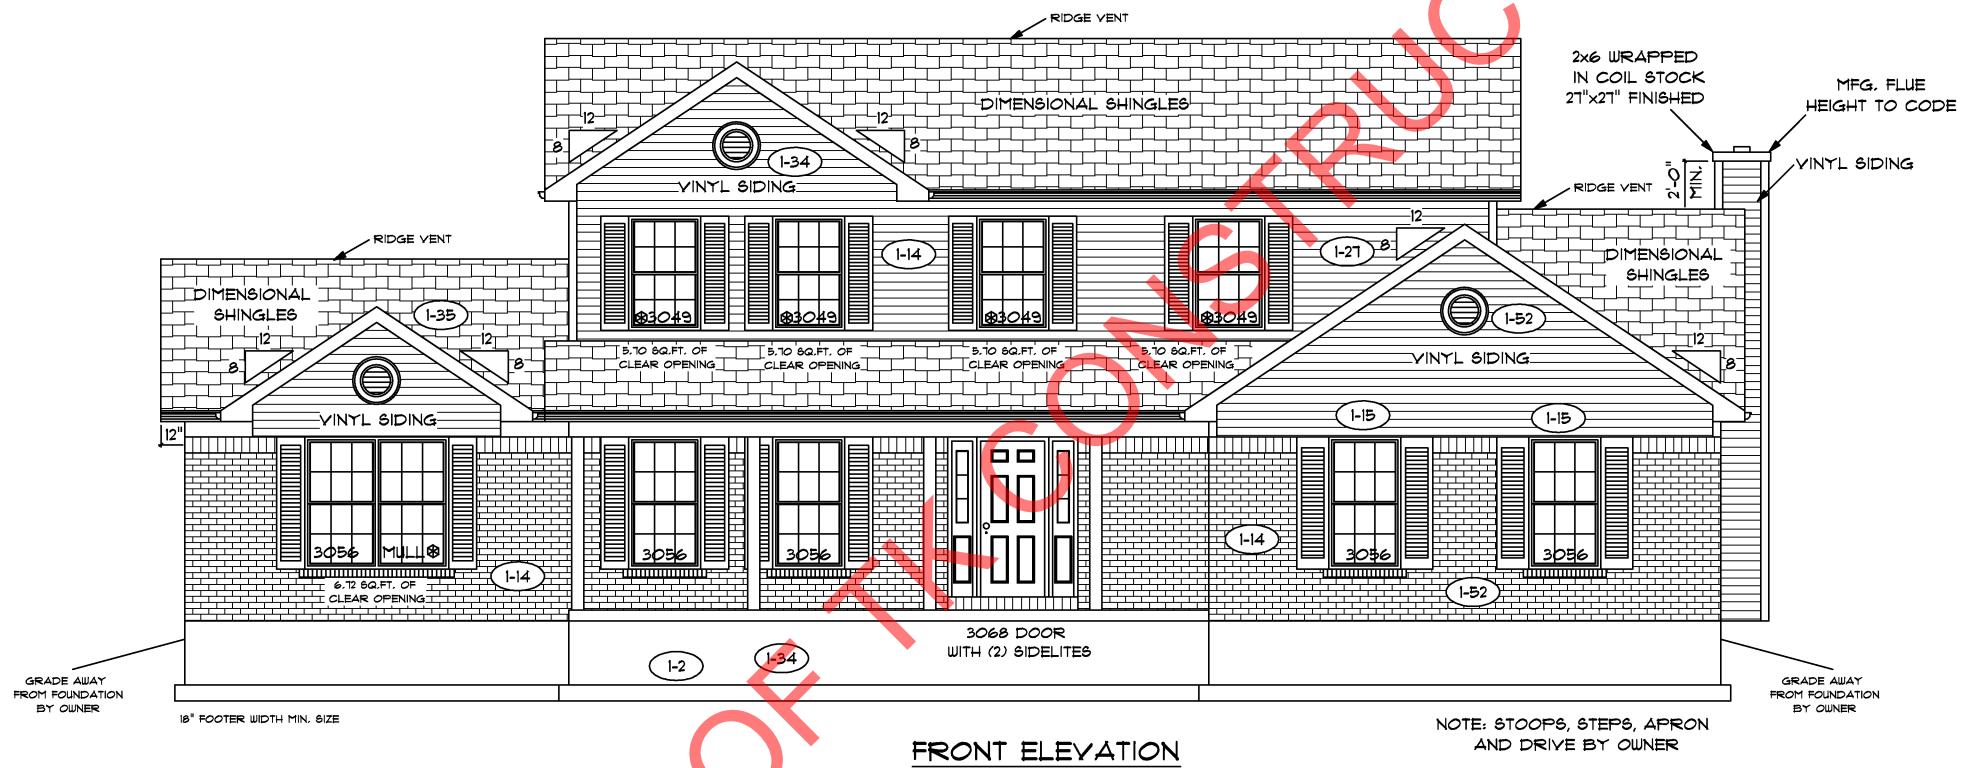 RIDGE VENT
2x6 WRAPPED
IN COIL STOCK
27"x27" FINISHED
MFG. FLUE
HEIGHT TO CODE
DIMENSIONAL SHINGLES
12
8
12
8
1-34
VINYL SIDING
VINYL SIDING
2'-0"
MIN.
RIDGE VENT
RIDGE VENT
12
8
1-14
1-27
DIMENSIONAL
SHINGLES
DIMENSIONAL
SHINGLES
1-35
3049
3049
3049
3049
1-52
12
8
12
8
5.70 SQ.FT. OF
CLEAR OPENING
5.70 SQ.FT. OF
CLEAR OPENING
5.70 SQ.FT. OF
CLEAR OPENING
5.70 SQ.FT. OF
CLEAR OPENING
VINYL SIDING
12
8
VINYL SIDING
1-15
1-15
12"
3056
MULL
3056
3056
3056
3056
1-14
1-14
6.72 SQ.FT. OF
CLEAR OPENING
1-52
3068 DOOR
WITH (2) SIDELITES
1-2
1-34
GRADE AWAY
FROM FOUNDATION
BY OWNER
GRADE AWAY
FROM FOUNDATION
BY OWNER
18" FOOTER WIDTH MIN. SIZE
NOTE: STOOPS, STEPS, APRON
AND DRIVE BY OWNER
FRONT ELEVATION
OF TK CONSTRUC